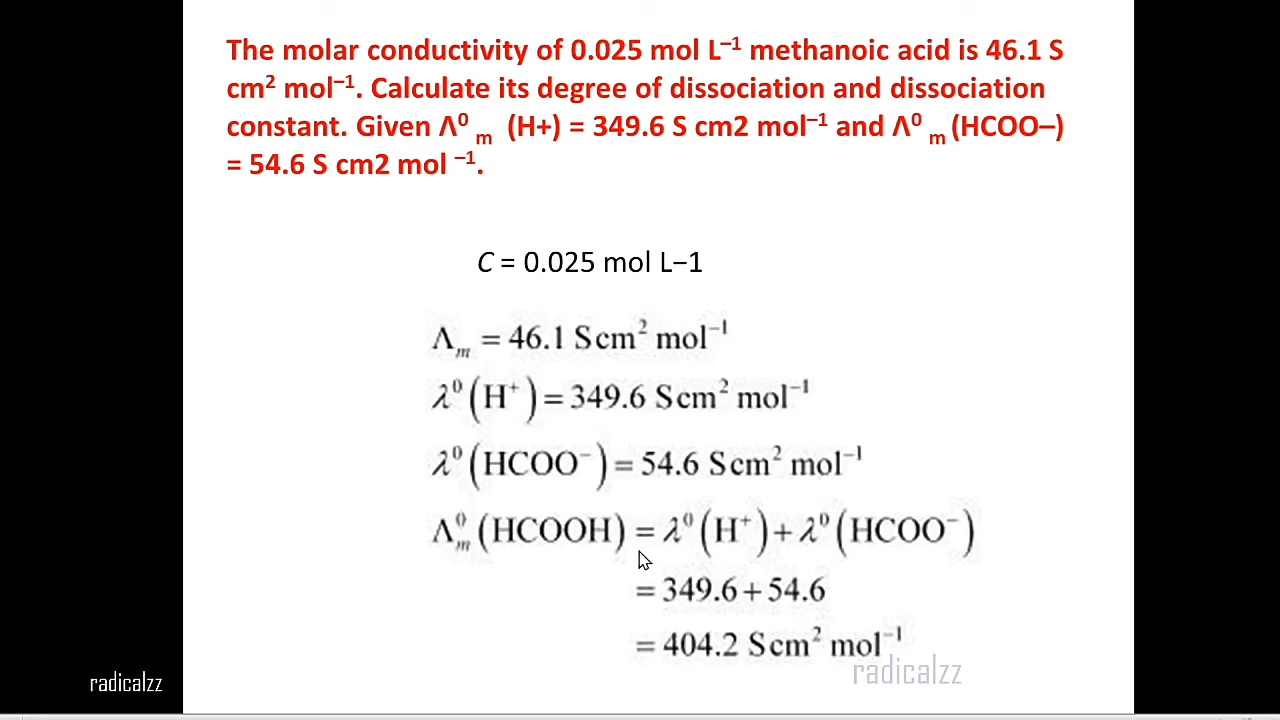 The molar conductivity of 0.025 mol L⁻¹ methanoic acid is 46.1 S
cm² mol⁻¹. Calculate its degree of dissociation and dissociation
constant. Given Λ⁰ₘ (H+) = 349.6 S cm2 mol⁻¹ and Λ⁰ₘ (HCOO–)
= 54.6 S cm2 mol ⁻¹.
C = 0.025 mol L−1
Λₘ = 46.1 S cm² mol⁻¹
λ⁰(H⁺) = 349.6 S cm² mol⁻¹
λ⁰(HCOO⁻) = 54.6 S cm² mol⁻¹
Λ⁰ₘ(HCOOH) = λ⁰(H⁺) + λ⁰(HCOO⁻)
= 349.6 + 54.6
= 404.2 S cm² mol⁻¹
radicalzz
radicalzz